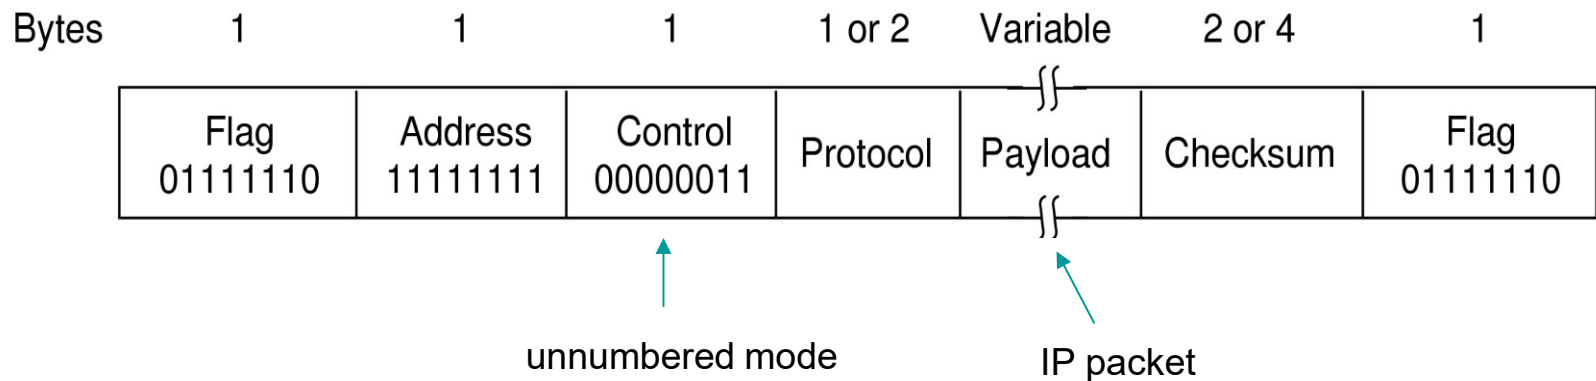 Bytes 1 1 1 1 or 2 Variable 2 or 4 1
Flag Address Control Protocol Payload Checksum Flag
01111110 11111111 00000011 01111110
unnumbered mode IP packet